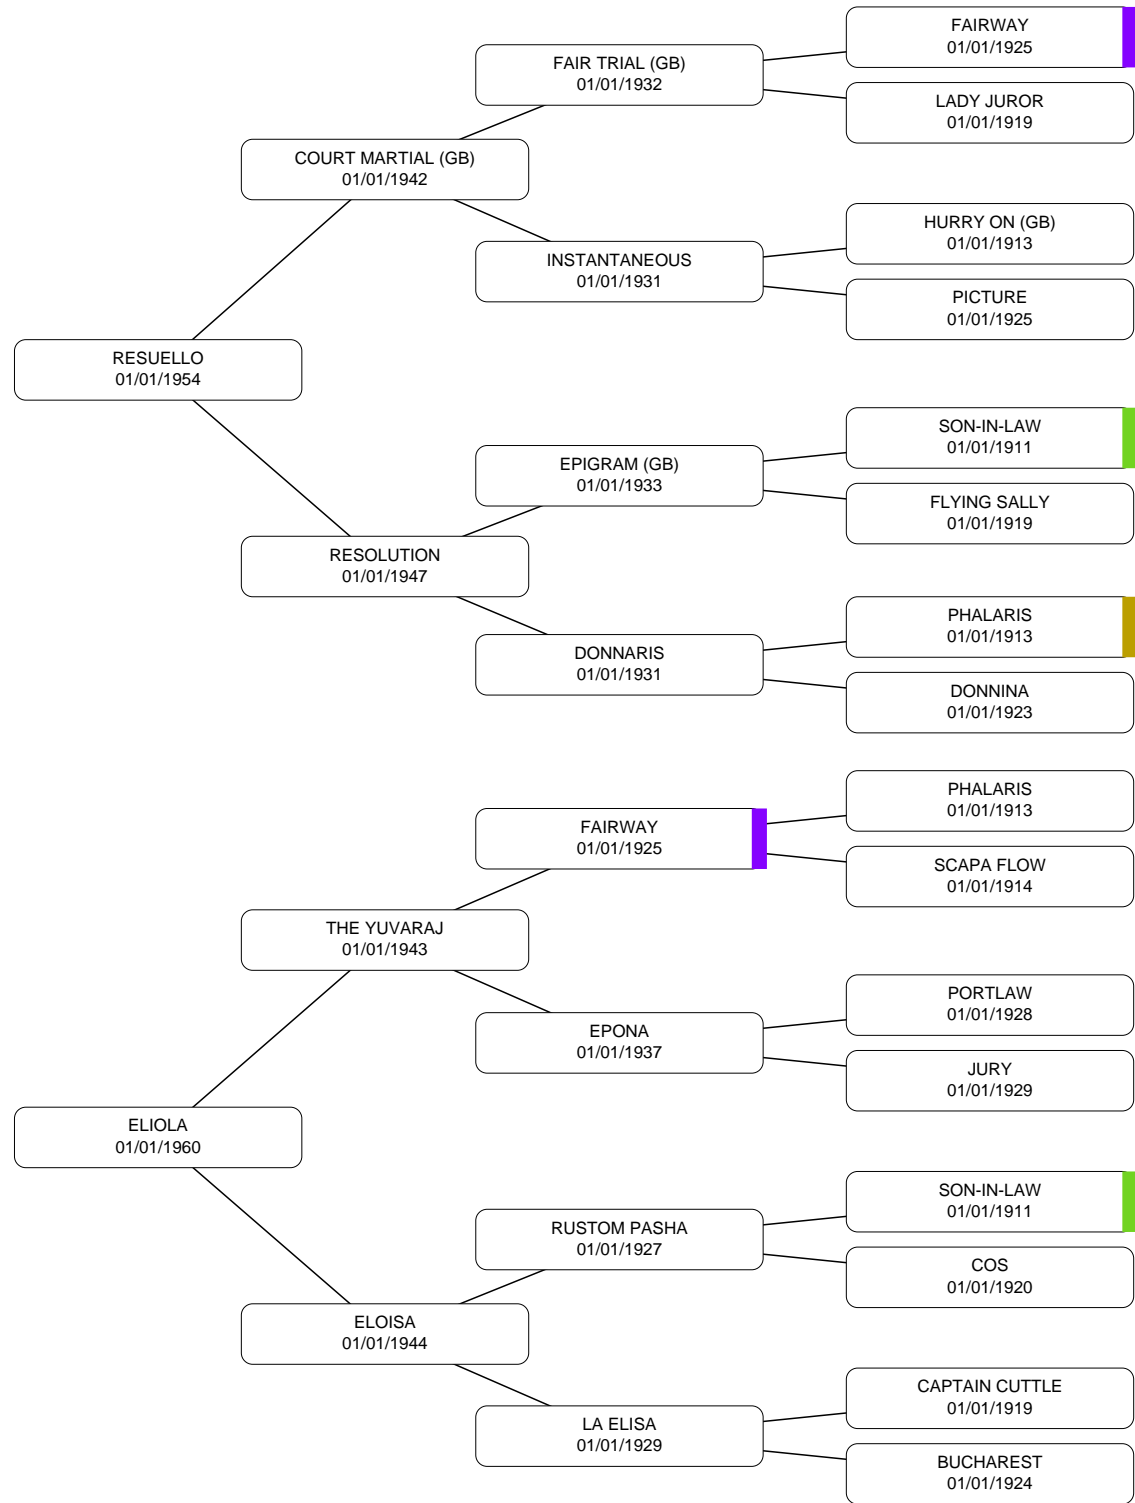 FAIRWAY
01/01/1925
FAIR TRIAL (GB)
01/01/1932
LADY JUROR
01/01/1919
COURT MARTIAL (GB)
01/01/1942
HURRY ON (GB)
01/01/1913
INSTANTANEOUS
01/01/1931
PICTURE
01/01/1925
RESUELLO
01/01/1954
SON-IN-LAW
01/01/1911
EPIGRAM (GB)
01/01/1933
FLYING SALLY
01/01/1919
RESOLUTION
01/01/1947
PHALARIS
01/01/1913
DONNARIS
01/01/1931
DONNINA
01/01/1923
PHALARIS
01/01/1913
FAIRWAY
01/01/1925
SCAPA FLOW
01/01/1914
THE YUVARAJ
01/01/1943
PORTLAW
01/01/1928
EPONA
01/01/1937
JURY
01/01/1929
ELIOLA
01/01/1960
SON-IN-LAW
01/01/1911
RUSTOM PASHA
01/01/1927
COS
01/01/1920
ELOISA
01/01/1944
CAPTAIN CUTTLE
01/01/1919
LA ELISA
01/01/1929
BUCHAREST
01/01/1924